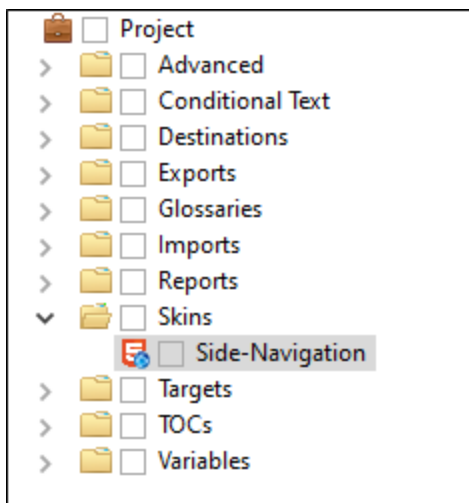 Project
Advanced
Conditional Text
Destinations
Exports
Glossaries
Imports
Reports
Skins
Side-Navigation
Targets
TOCs
Variables